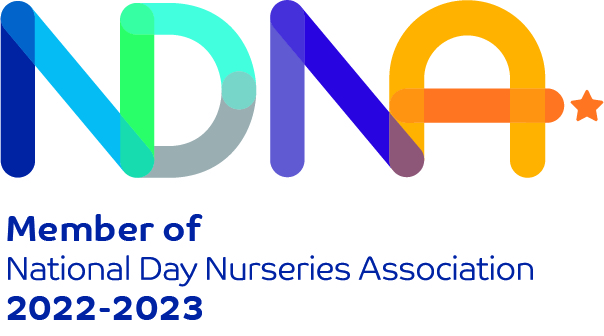 NDNA
Member of
National Day Nurseries Association
2022-2023